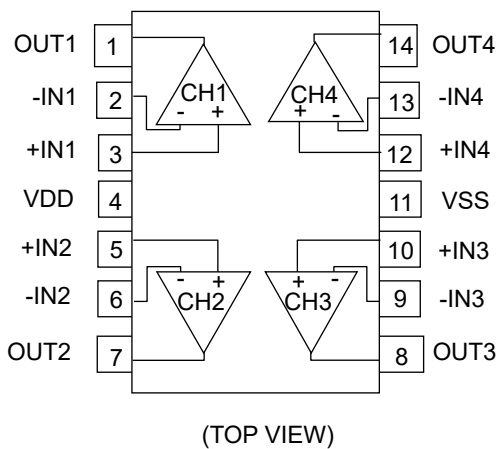 OUT1 1 14 OUT4
-IN1 2 CH1 CH4 13 -IN4
- + + -
+IN1 3 12 +IN4
VDD 4 11 VSS
+IN2 5 10 +IN3
- + + -
-IN2 6 CH2 CH3 9 -IN3
OUT2 7 8 OUT3
(TOP VIEW)